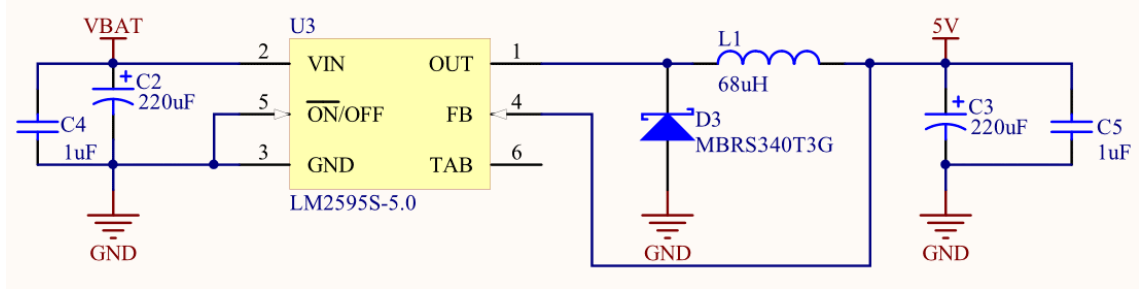 VBAT
U3
L1
5V
2
VIN
OUT
1
68uH
C2
220uF
5
ON/OFF
FB
4
C4
1uF
D3
MBRS340T3G
C3
220uF
C5
1uF
3
GND
TAB
6
LM2595S-5.0
GND
GND
GND